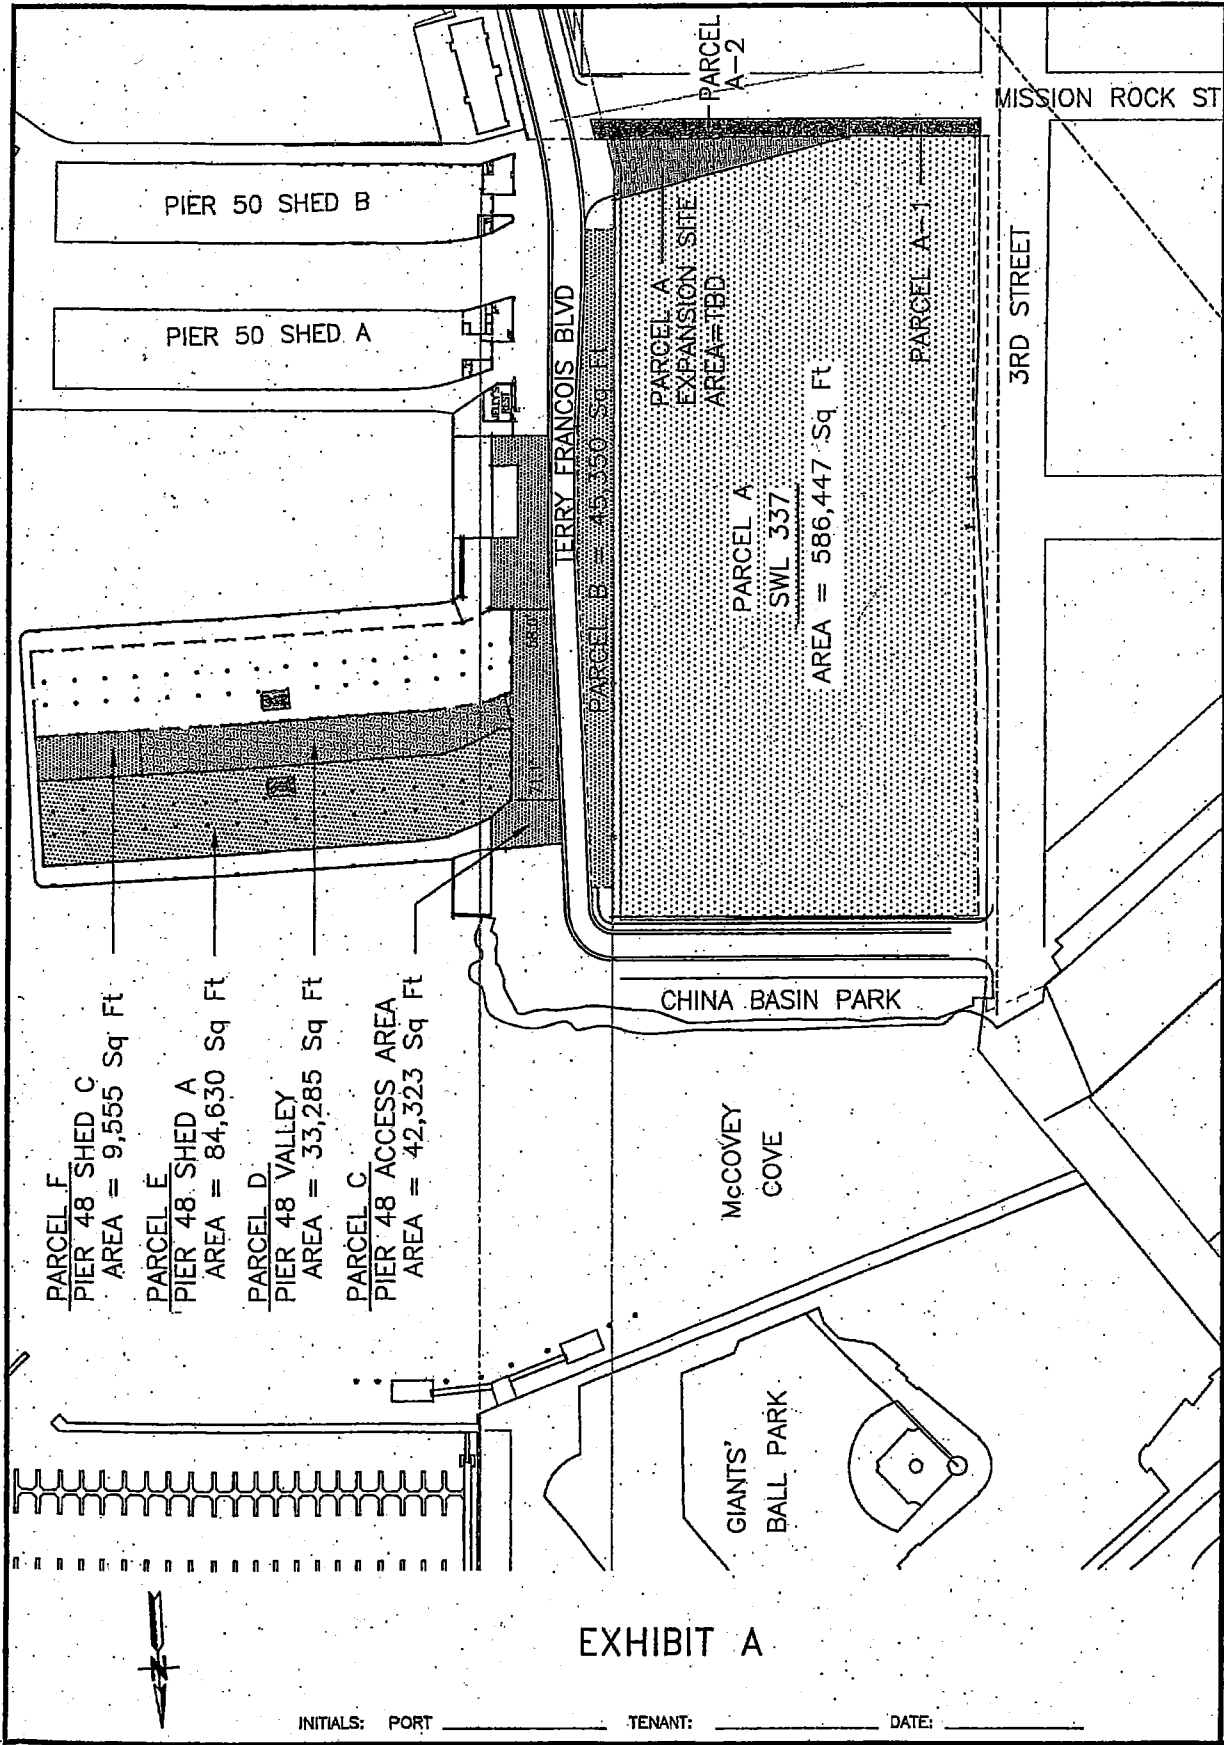 PARCEL
A-2
MISSION ROCK ST
PIER 50 SHED B
PIER 50 SHED A
TERRY FRANCOIS BLVD
PARCEL B = 45,350 Sq Ft
PARCEL A
EXPANSION SITE
AREA=TBD
PARCEL A-1
3RD STREET
PARCEL A
SWL 337
AREA = 586,447 Sq Ft
PARCEL F
PIER 48 SHED C
AREA = 9,555 Sq Ft
PARCEL E
PIER 48 SHED A
AREA = 84,630 Sq Ft
PARCEL D
PIER 48 VALLEY
AREA = 33,285 Sq Ft
PARCEL C
PIER 48 ACCESS AREA
AREA = 42,323 Sq Ft
CHINA BASIN PARK
McCOVEY
COVE
GIANTS'
BALL PARK
N
EXHIBIT A
INITIALS: PORT TENANT: DATE: